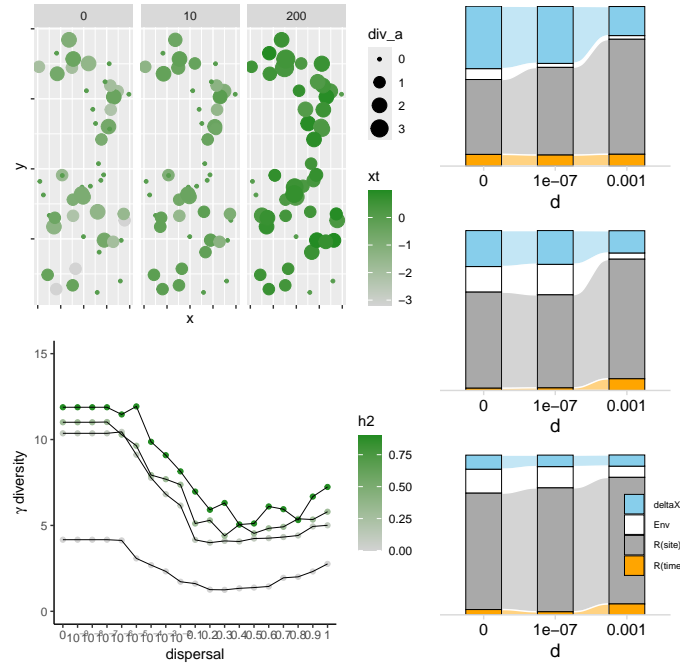 0 10 200
y
x
div_a
0
1
2
3
xt
0
−1
−2
−3
0 1e−07 0.001
d
0 1e−07 0.001
d
15
10
5
0
γ diversity
0 0.1 0.2 0.3 0.4 0.5 0.6 0.7 0.8 0.9 1
dispersal
h2
0.75
0.50
0.25
0.00
deltaX
Env
R(site)
R(time
0 1e−07 0.001
d